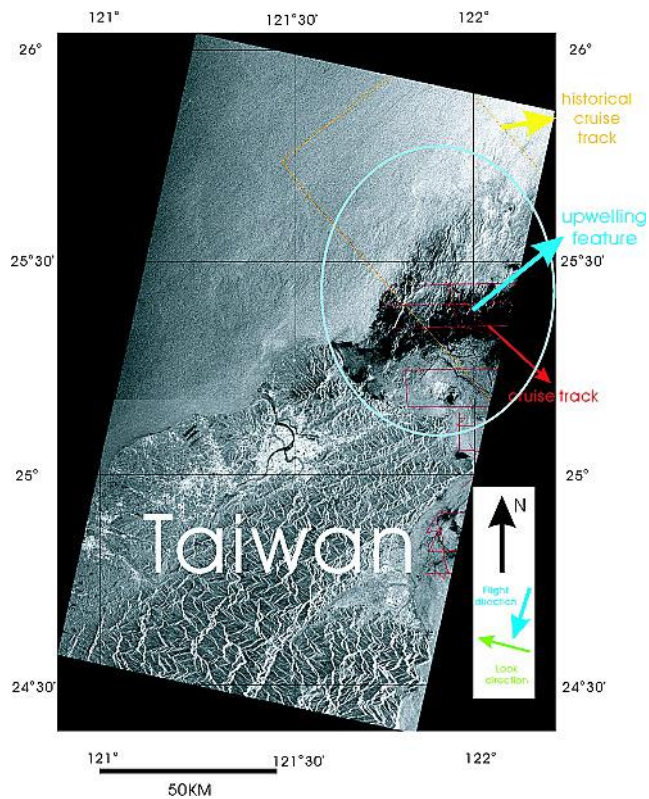 121°
121°30'
122°
26°
26°
historical
cruise
track
upwelling
feature
25°30'
25°30'
cruise track
25°
25°
Taiwan
N
Flight
direction
Look
direction
24°30'
24°30'
121°
121°30'
122°
50KM